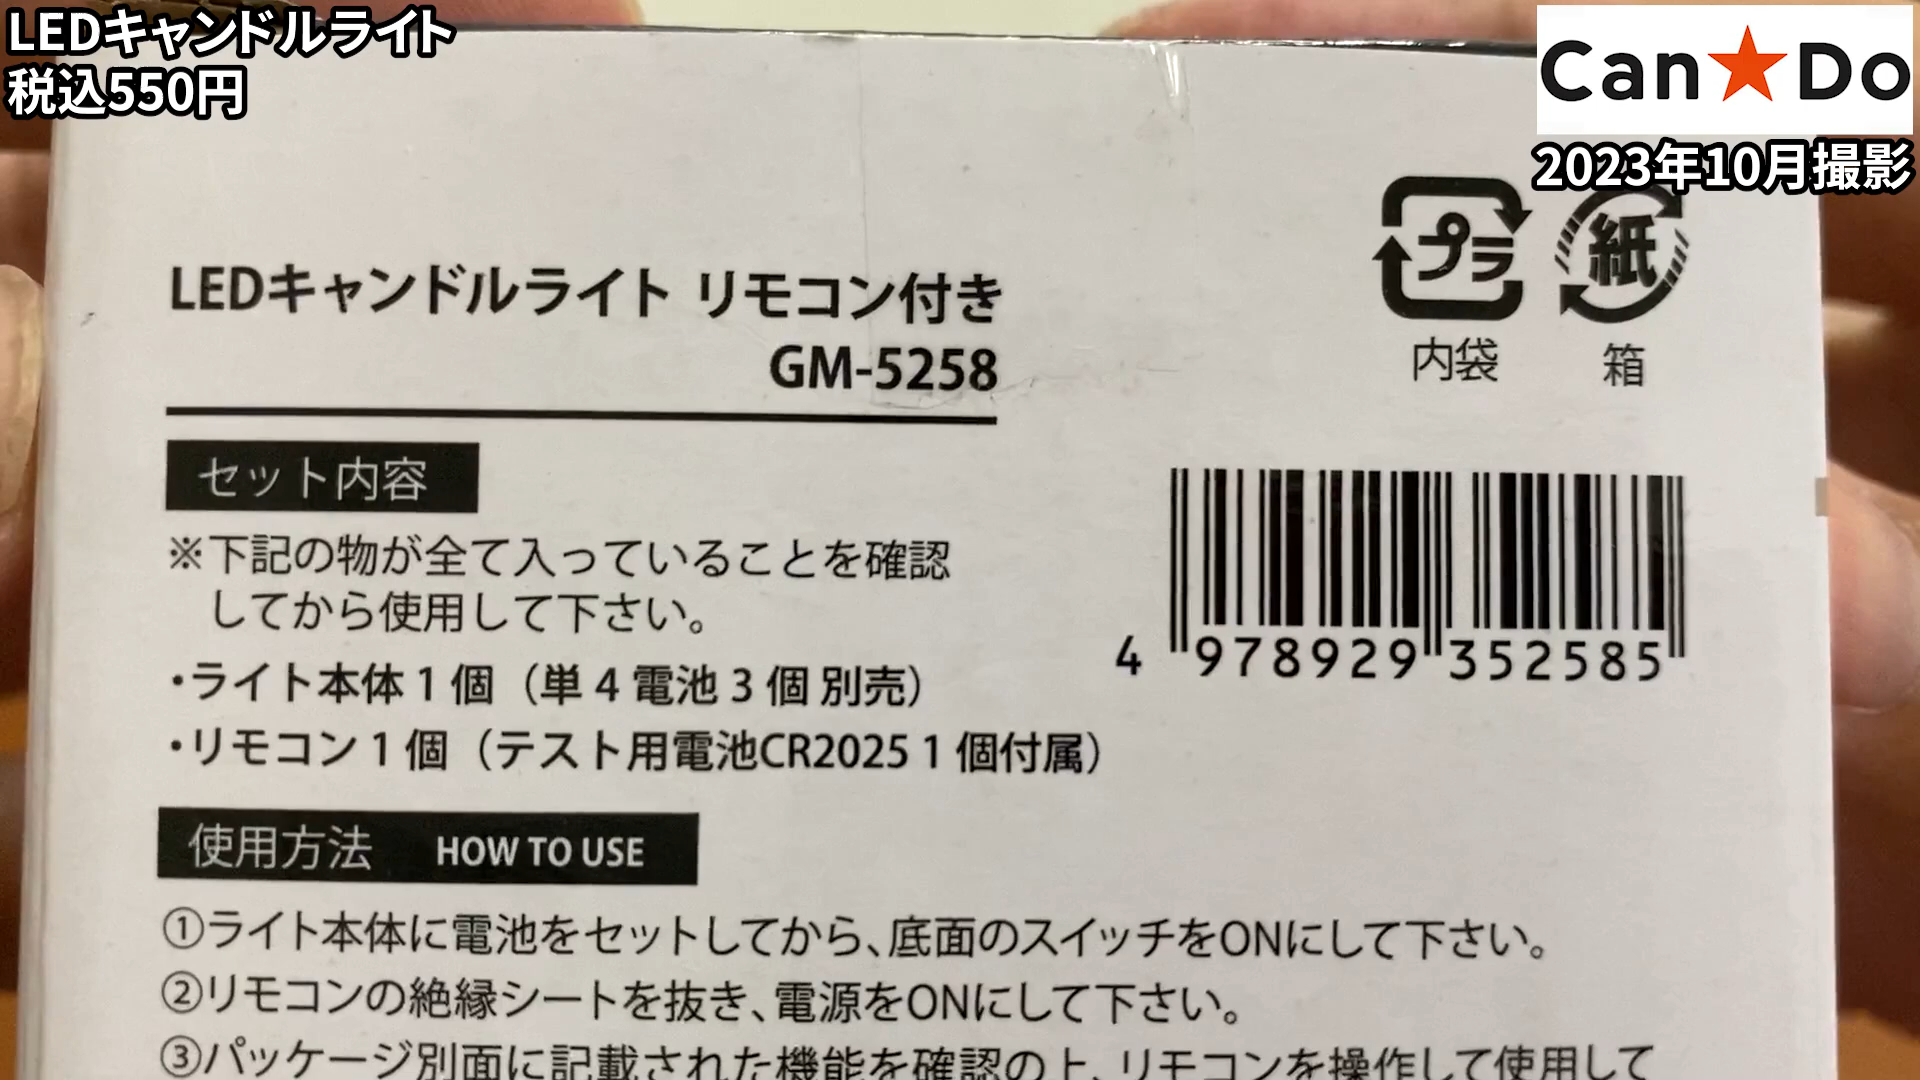 LEDキャンドルライト
税込550円
Can★Do
2023年10月撮影
プラ
紙
内袋
箱
LEDキャンドルライト リモコン付き
GM-5258
セット内容
※下記の物が全て入っていることを確認
してから使用して下さい。
・ライト本体1個（単4電池3個 別売）
・リモコン1個（テスト用電池CR2025 1個付属）
4 978929 352585
使用方法 HOW TO USE
①ライト本体に電池をセットしてから、底面のスイッチをONにして下さい。
②リモコンの絶縁シートを抜き、電源をONにして下さい。
③パッケージ別面に記載された機能を確認の上、リモコンを操作して使用して